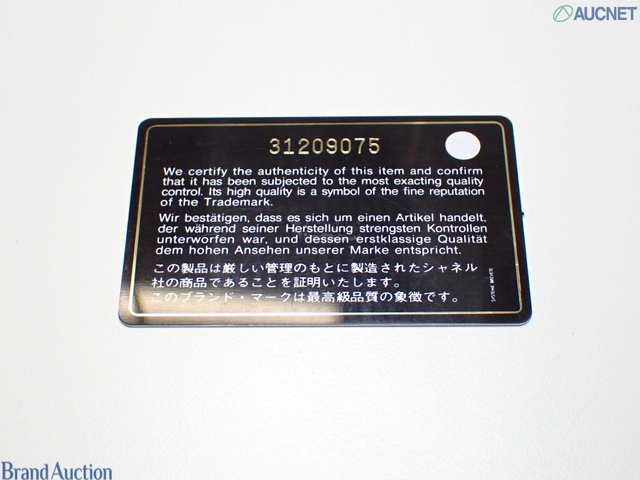 AUCNET
31209075
We certify the authenticity of this item and confirm
that it has been subjected to the most exacting quality
control. Its high quality is a symbol of the fine reputation
of the Trademark.
Wir bestätigen, dass es sich um einen Artikel handelt,
der während seiner Herstellung strengsten Kontrollen
unterworfen war, und dessen erstklassige Qualität
dem hohen Ansehen unserer Marke entspricht.
この製品は厳しい管理のもとに製造されたシャネル
社の商品であることを証明いたします。
このブランド・マークは最高級品質の象徴です。
Brand Auction